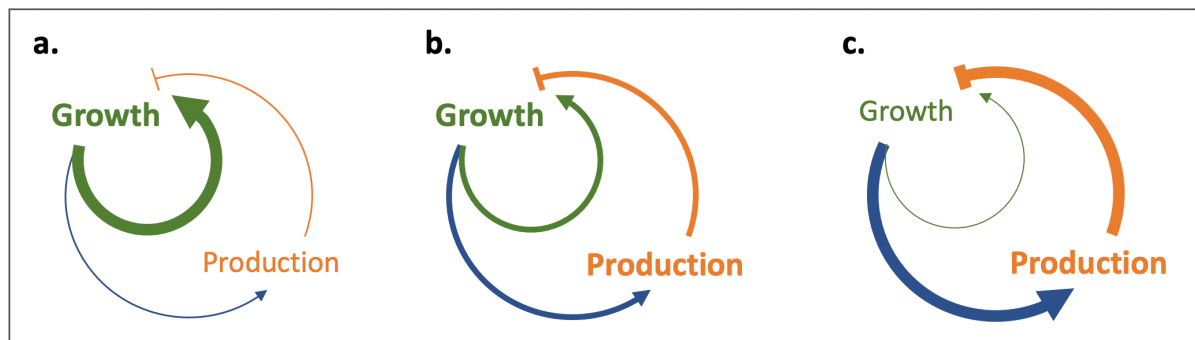 a.
Growth
Production
b.
Growth
Production
c.
Growth
Production